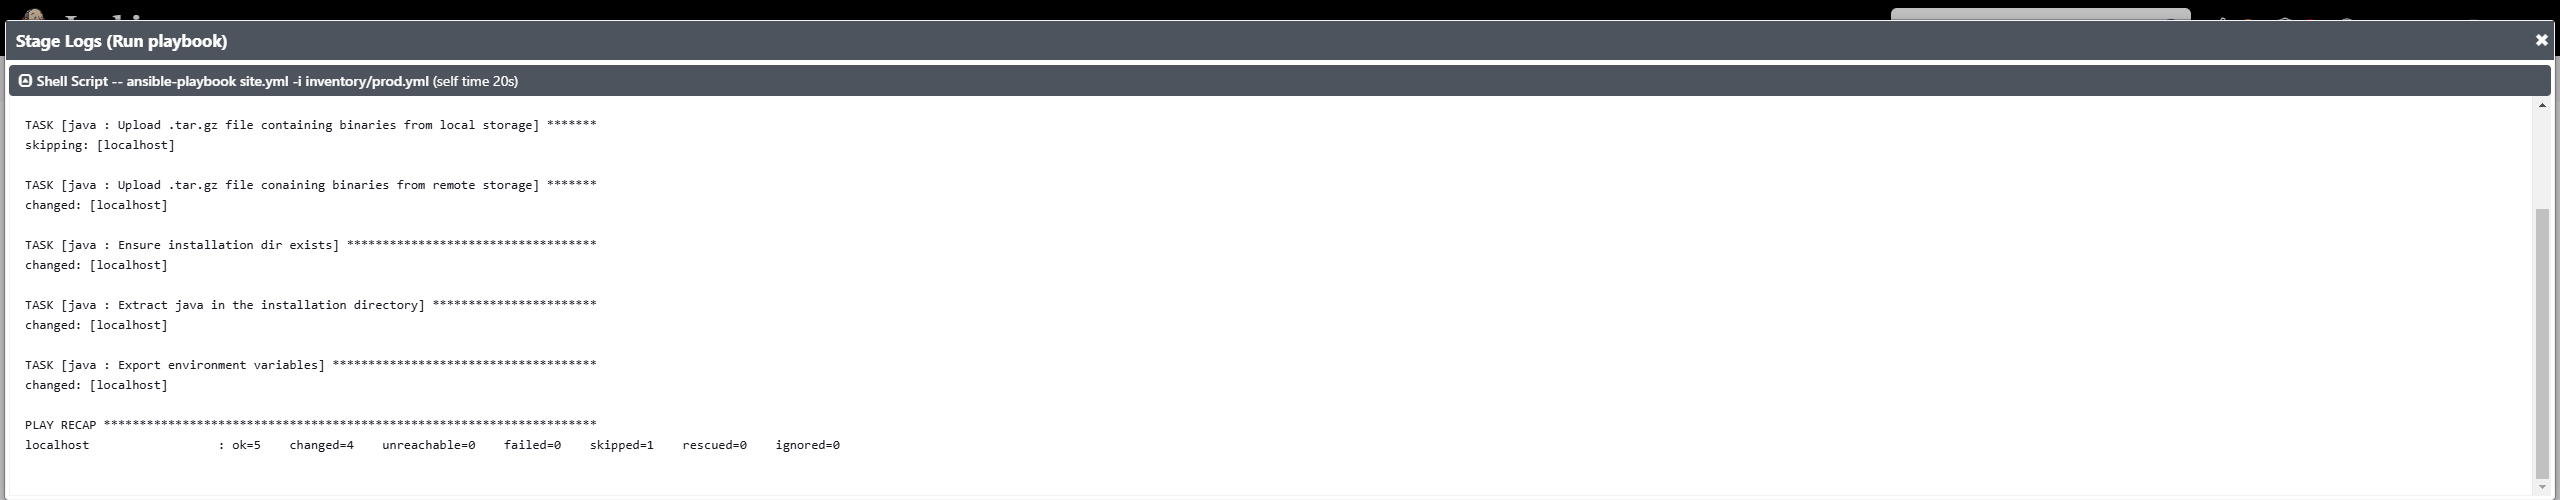 Stage Logs (Run playbook)
Shell Script -- ansible-playbook site.yml -i inventory/prod.yml (self time 20s)
TASK [java : Upload .tar.gz file containing binaries from local storage] *******
skipping: [localhost]
TASK [java : Upload .tar.gz file conaining binaries from remote storage] *******
changed: [localhost]
TASK [java : Ensure installation dir exists] ***********************************
changed: [localhost]
TASK [java : Extract java in the installation directory] ***********************
changed: [localhost]
TASK [java : Export environment variables] *************************************
changed: [localhost]
PLAY RECAP *********************************************************************
localhost                  : ok=5    changed=4    unreachable=0    failed=0    skipped=1    rescued=0    ignored=0